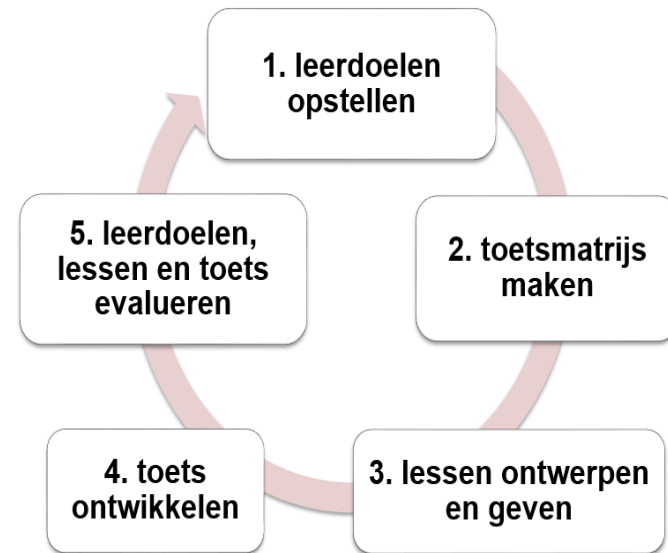 1. leerdoelen
opstellen
2. toetsmatrijs
maken
3. lessen ontwerpen
en geven
4. toets
ontwikkelen
5. leerdoelen,
lessen en toets
evalueren